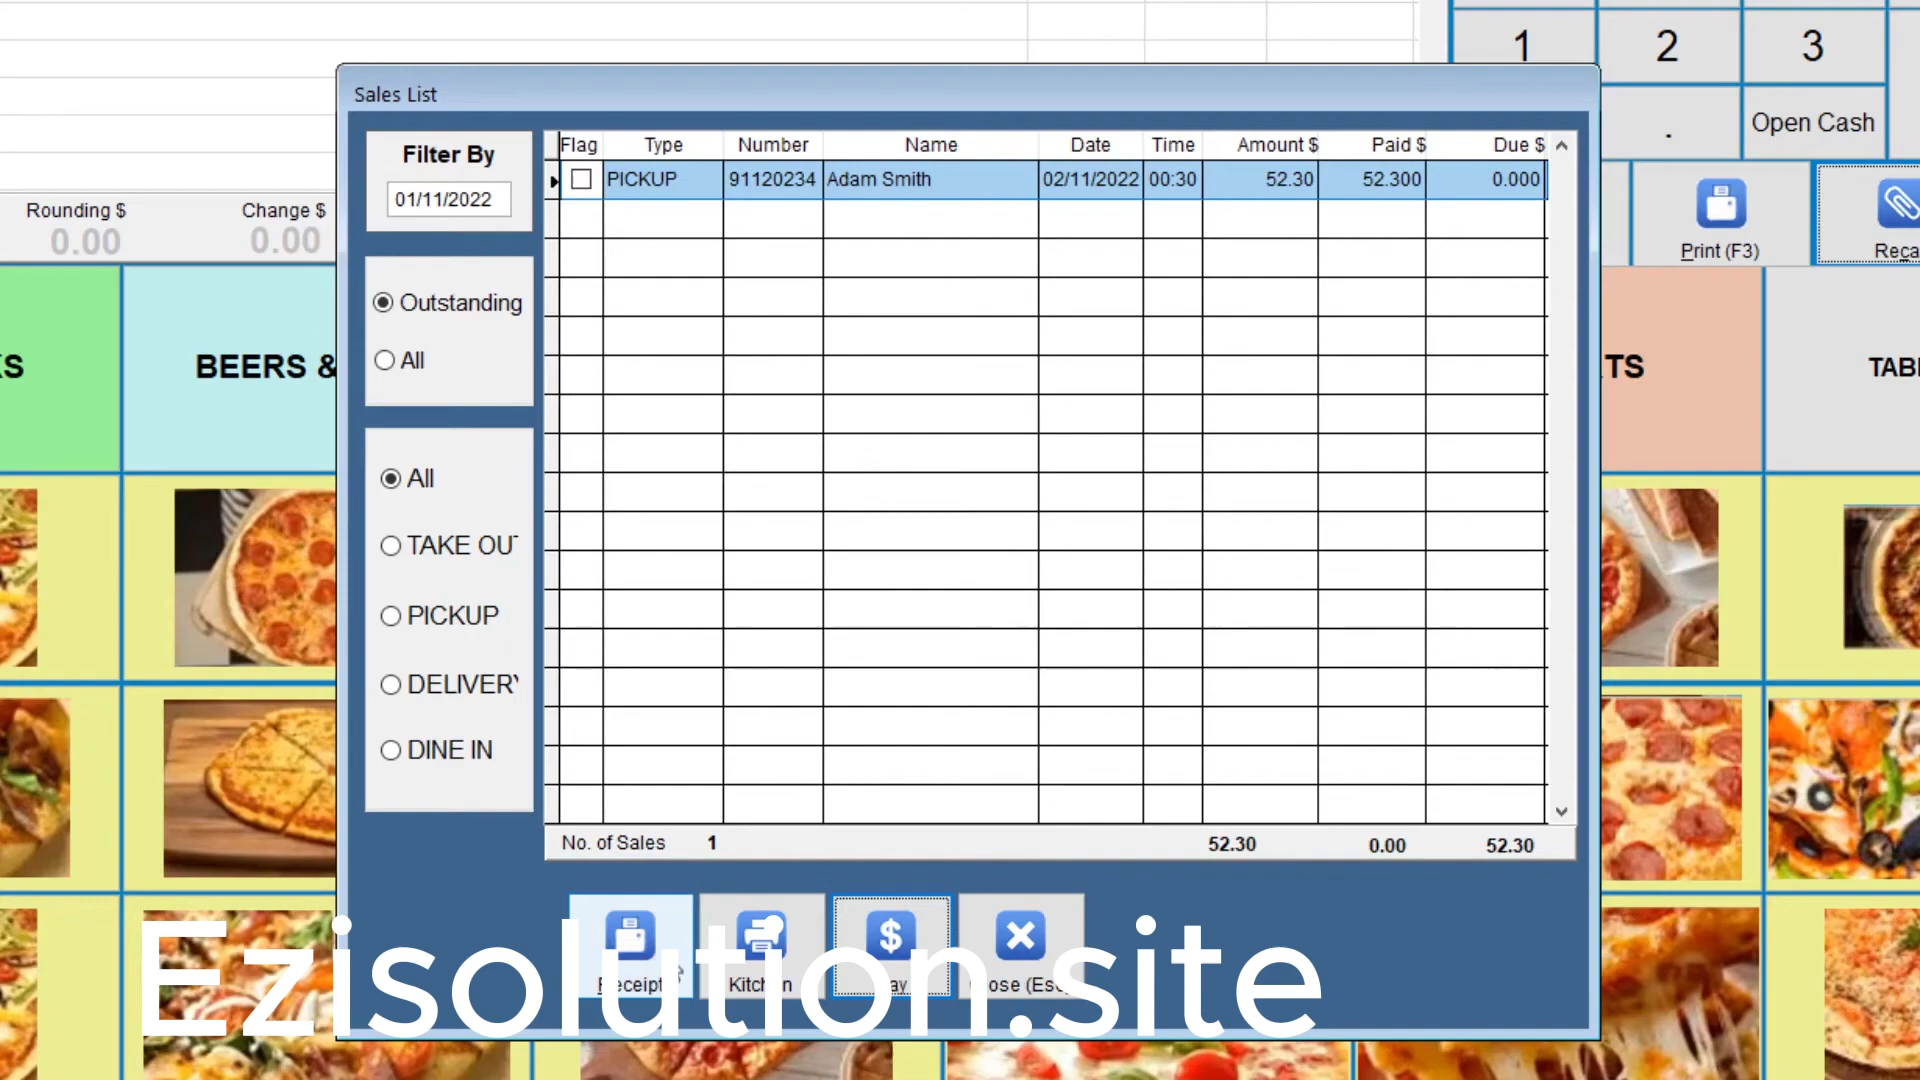 1 2 3
. Open Cash
Sales List
Filter By
01/11/2022
Flag Type Number Name Date Time Amount $ Paid $ Due $
PICKUP 91120234 Adam Smith 02/11/2022 00:30 52.30 52.300 0.000
Rounding $ Change $
0.00 0.00
Print (F3)
Outstanding
All
BEERS &
All
TAKE OUT
PICKUP
DELIVERY
DINE IN
No. of Sales 1 52.30 0.00 52.30
Receipt
Ezisolution.site